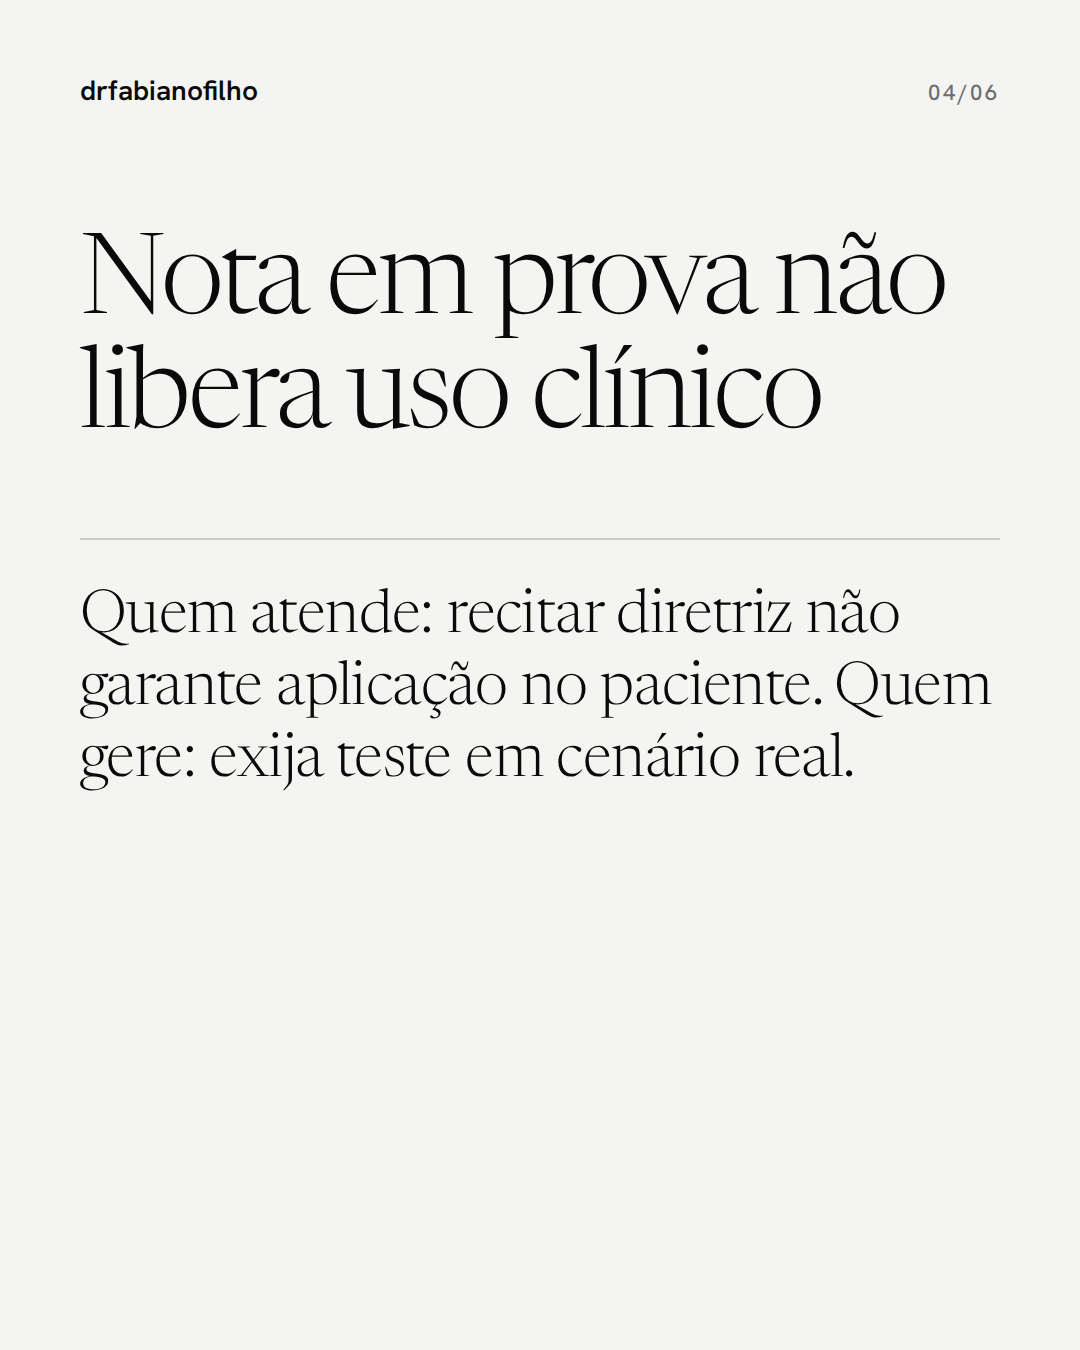 drfabianofilho
04/06
Nota em prova não
libera uso clínico
Quem atende: recitar diretriz não
garante aplicação no paciente. Quem
gere: exija teste em cenário real.